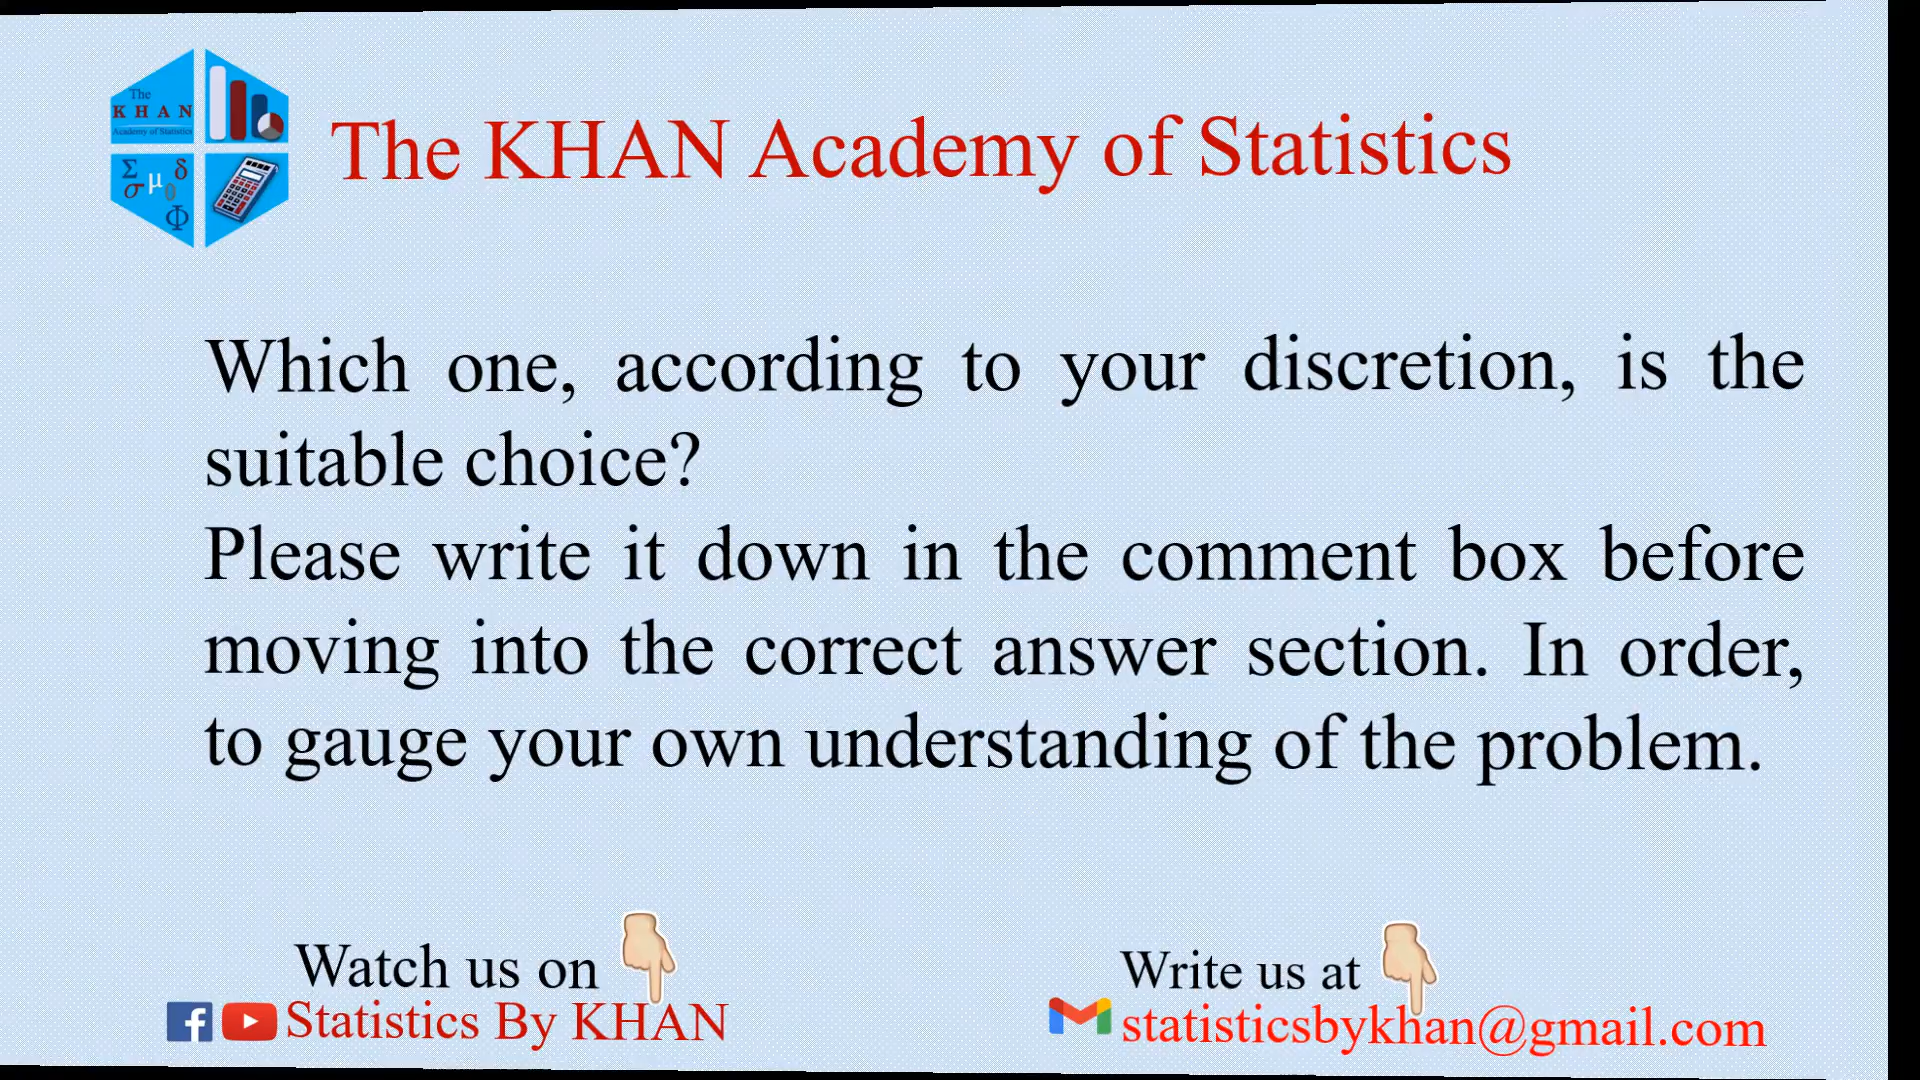 The
KHAN
Academy of Statistics
Σ δ
σ μ 0
Φ
The KHAN Academy of Statistics
Which one, according to your discretion, is the
suitable choice?
Please write it down in the comment box before
moving into the correct answer section. In order,
to gauge your own understanding of the problem.
Watch us on
Statistics By KHAN
Write us at
statisticsbykhan@gmail.com